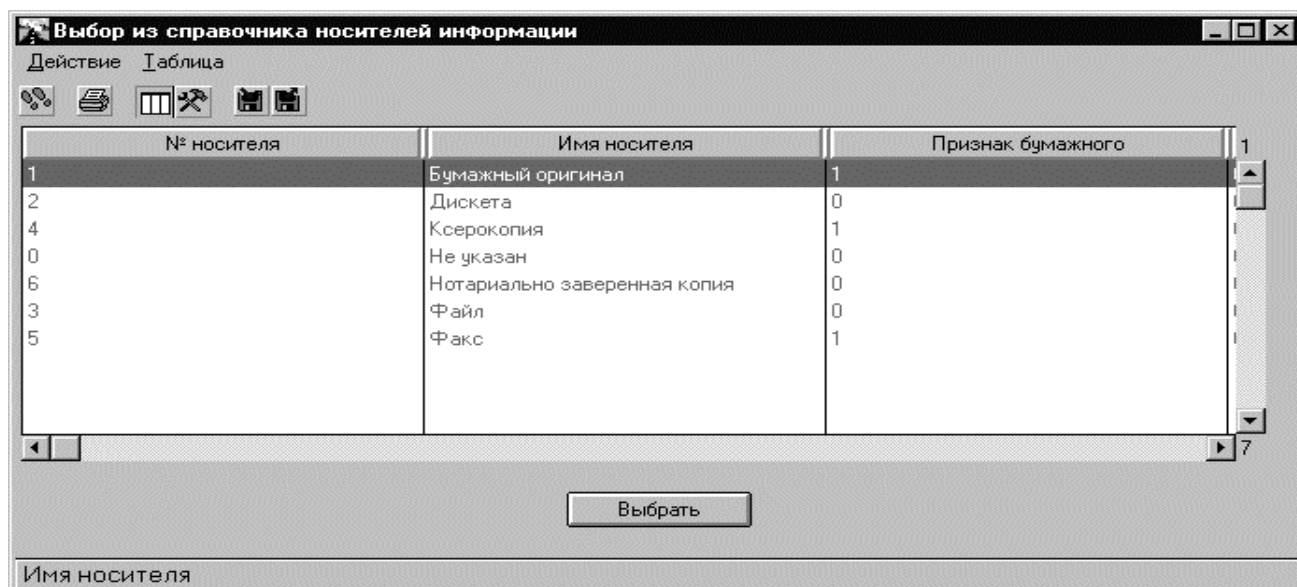 Выбор из справочника носителей информации
Действие Таблица
№ носителя Имя носителя Признак бумажного 1
1 Бумажный оригинал 1
2 Дискета 0
4 Ксерокопия 1
0 Не указан 0
6 Нотариально заверенная копия 0
3 Файл 0
5 Факс 1
7
Выбрать
Имя носителя